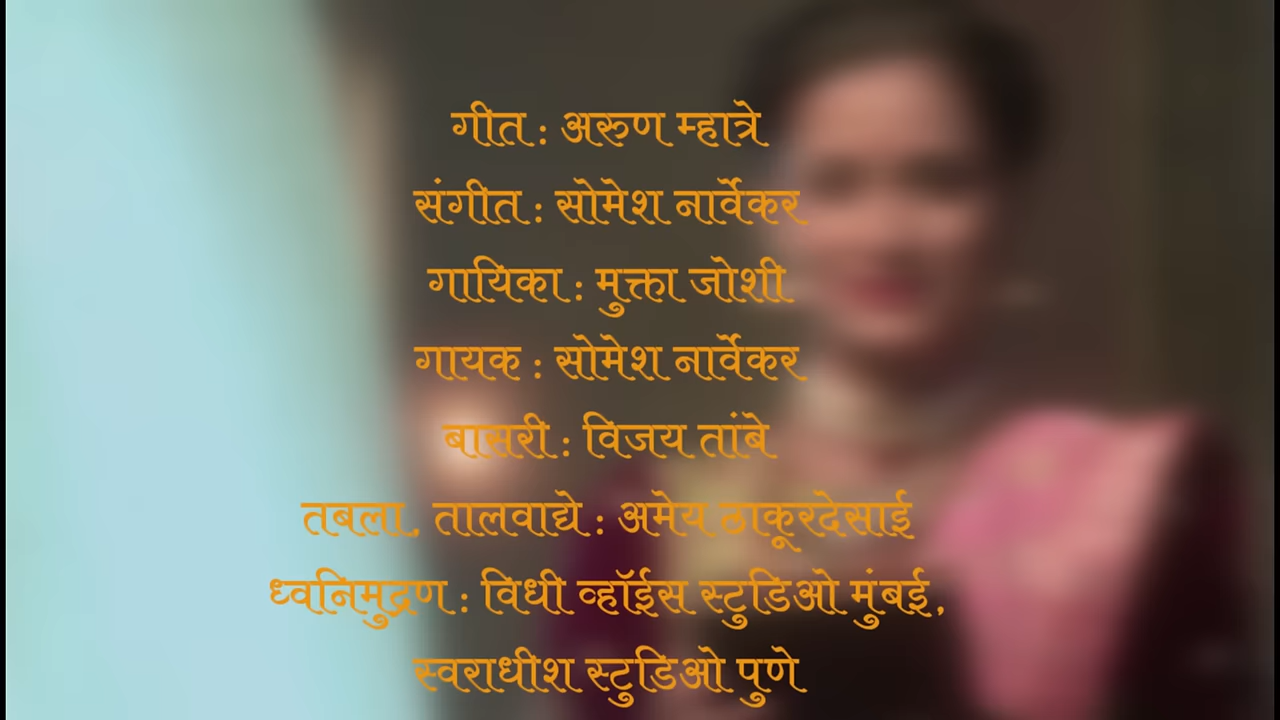 गीत : अरुण म्हात्रे
संगीत : सोमेश नार्वेकर
गायिका : मुक्ता जोशी
गायक : सोमेश नार्वेकर
बासरी : विजय तांबे
तबला, तालवाद्ये : अमेय ठाकूरदेसाई
ध्वनिमुद्रण : विधी व्हॉईस स्टुडिओ मुंबई,
स्वराधीश स्टुडिओ पुणे